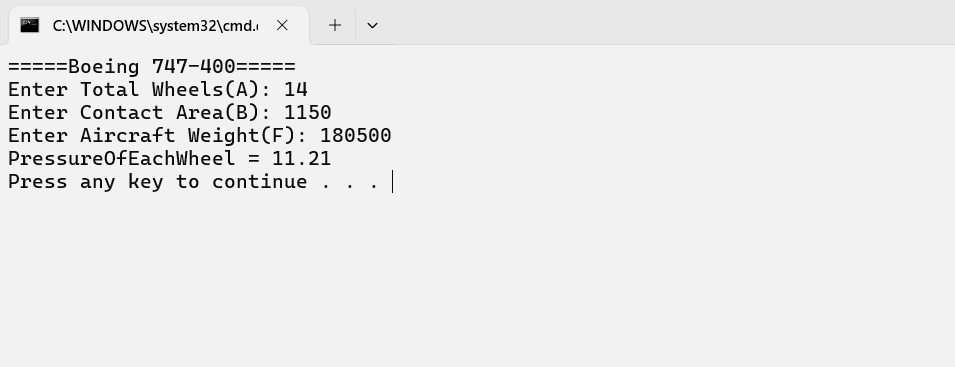 C:\WINDOWS\system32\cmd.
=====Boeing 747-400=====
Enter Total Wheels(A): 14
Enter Contact Area(B): 1150
Enter Aircraft Weight(F): 180500
PressureOfEachWheel = 11.21
Press any key to continue . . .